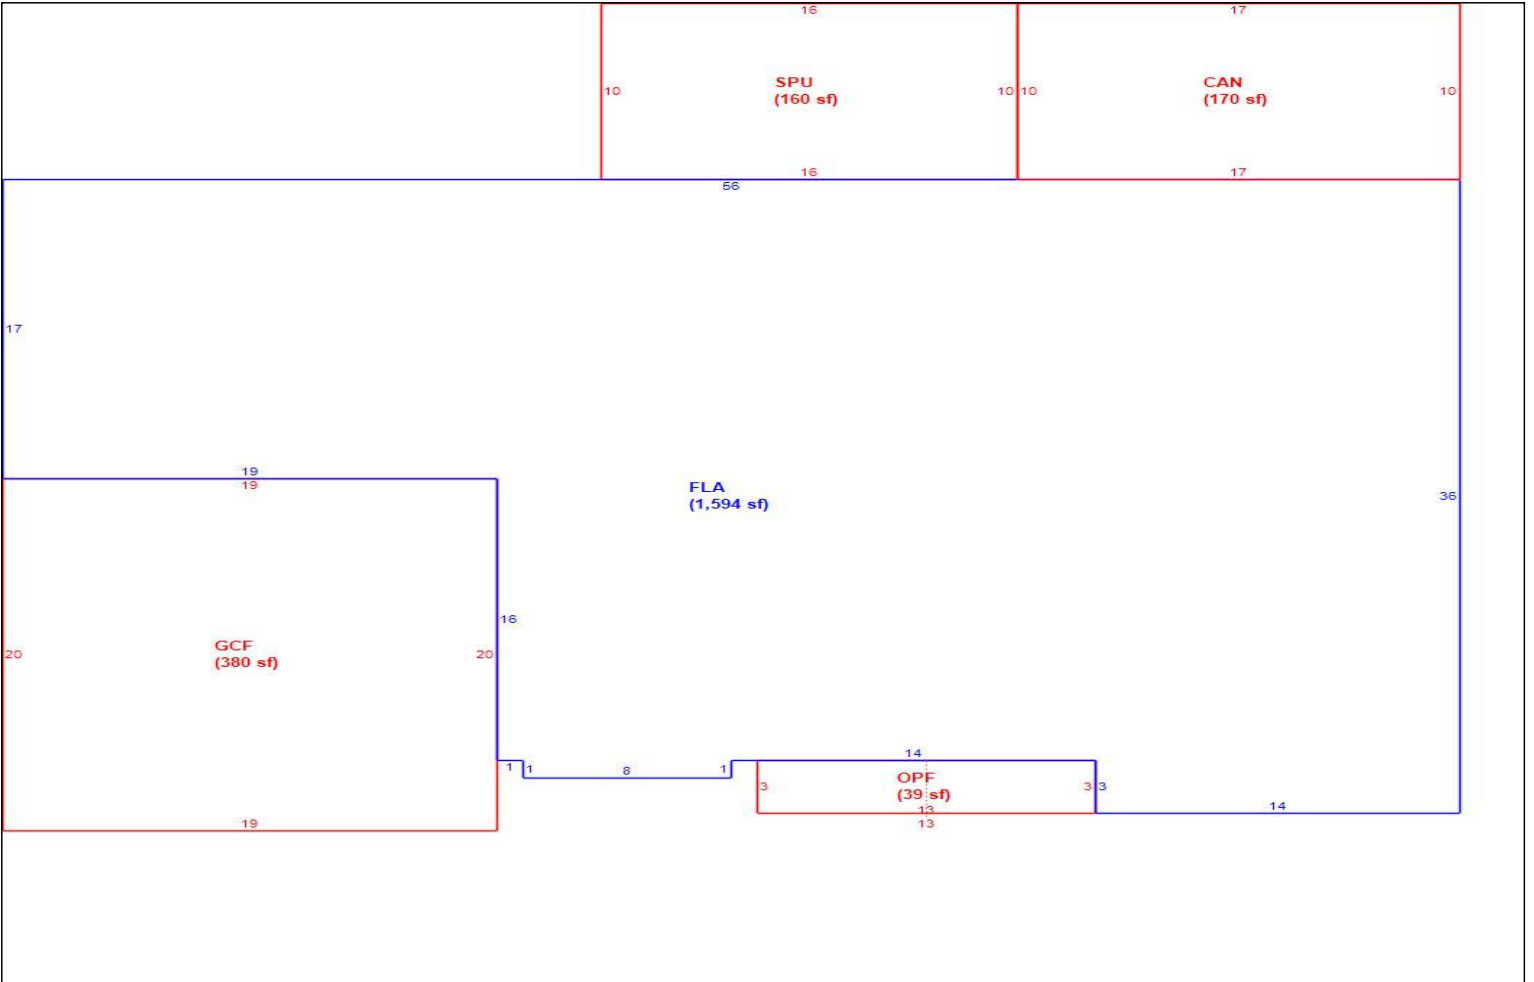 16 17
SPU CAN
(160 sf) (170 sf)
10 10 10 10
16 17
56
17
19
19
FLA
(1,594 sf)
36
16
GCF
(380 sf)
20 20
14
1 1 8 1
OPF
(39 sf)
3 3 3
13
14
19 13